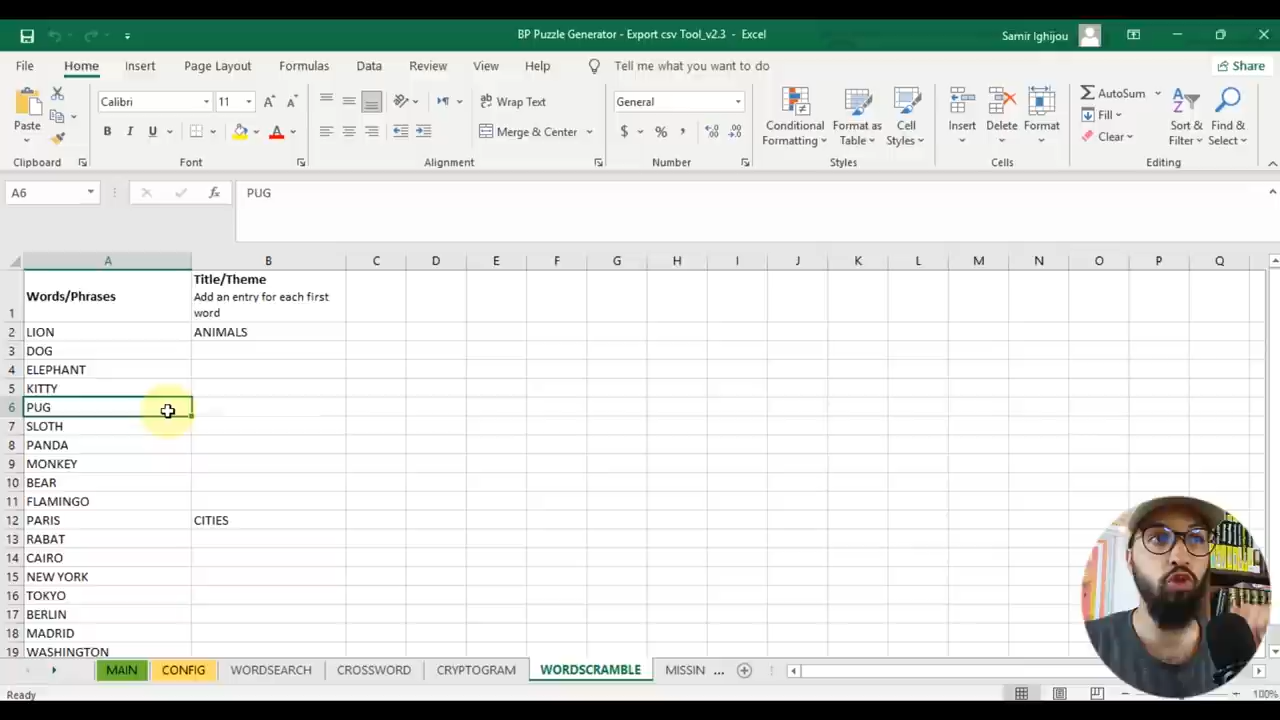 BP Puzzle Generator - Export csv Tool_v2.3 - Excel
Samir Ighijou
File Home Insert Page Layout Formulas Data Review View Help Tell me what you want to do Share
Calibri 11 Wrap Text General AutoSum
Paste B I U Merge & Center $ % Conditional Formatting Format as Table Cell Styles Insert Delete Format Fill Clear Sort & Filter Find & Select
Clipboard Font Alignment Number Styles Cells Editing
A6 fx PUG
A B C D E F G H I J K L M N O P Q
Title/Theme
Add an entry for each first
1 Words/Phrases word
2 LION ANIMALS
3 DOG
4 ELEPHANT
5 KITTY
6 PUG
7 SLOTH
8 PANDA
9 MONKEY
10 BEAR
11 FLAMINGO
12 PARIS CITIES
13 RABAT
14 CAIRO
15 NEW YORK
16 TOKYO
17 BERLIN
18 MADRID
19 WASHINGTON
MAIN CONFIG WORDSEARCH CROSSWORD CRYPTOGRAM WORDSCRAMBLE MISSIN ...
Ready 100%